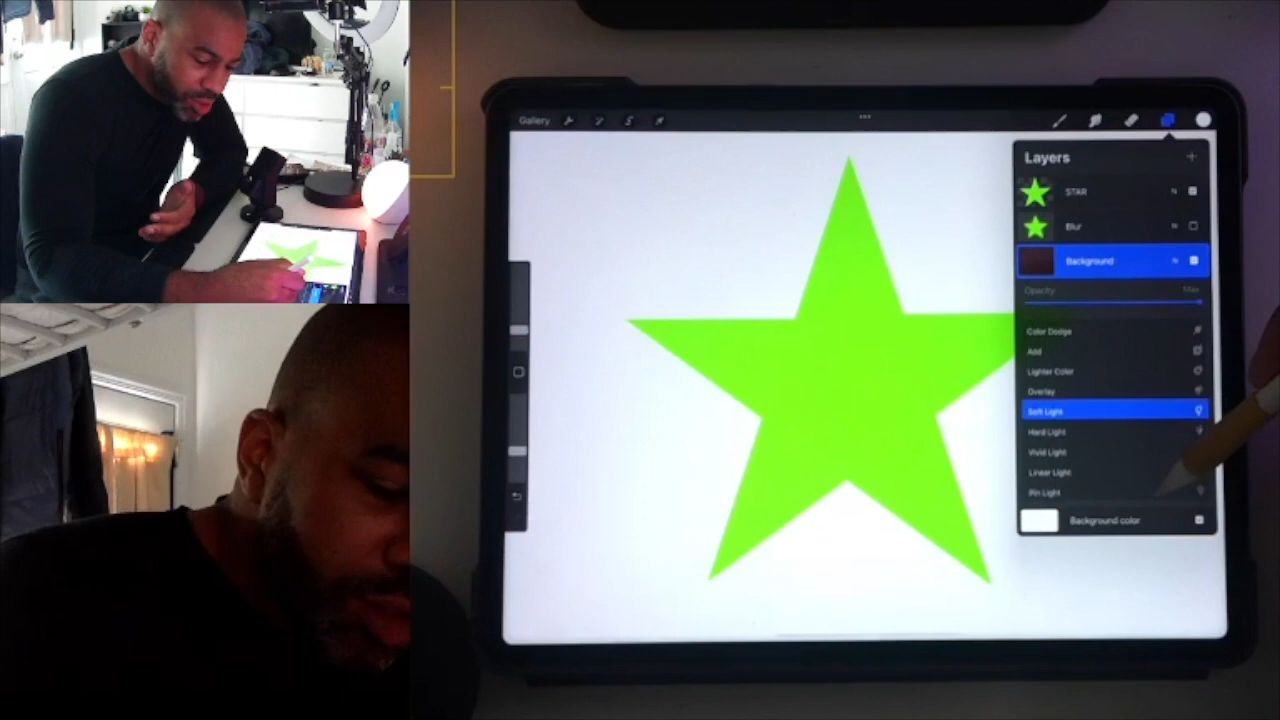 Gallery
Layers
STAR
N
Blur
N
Background
N
Opacity
Max
Color Dodge
Add
Lighter Color
Overlay
Soft Light
Hard Light
Vivid Light
Linear Light
Pin Light
Background color